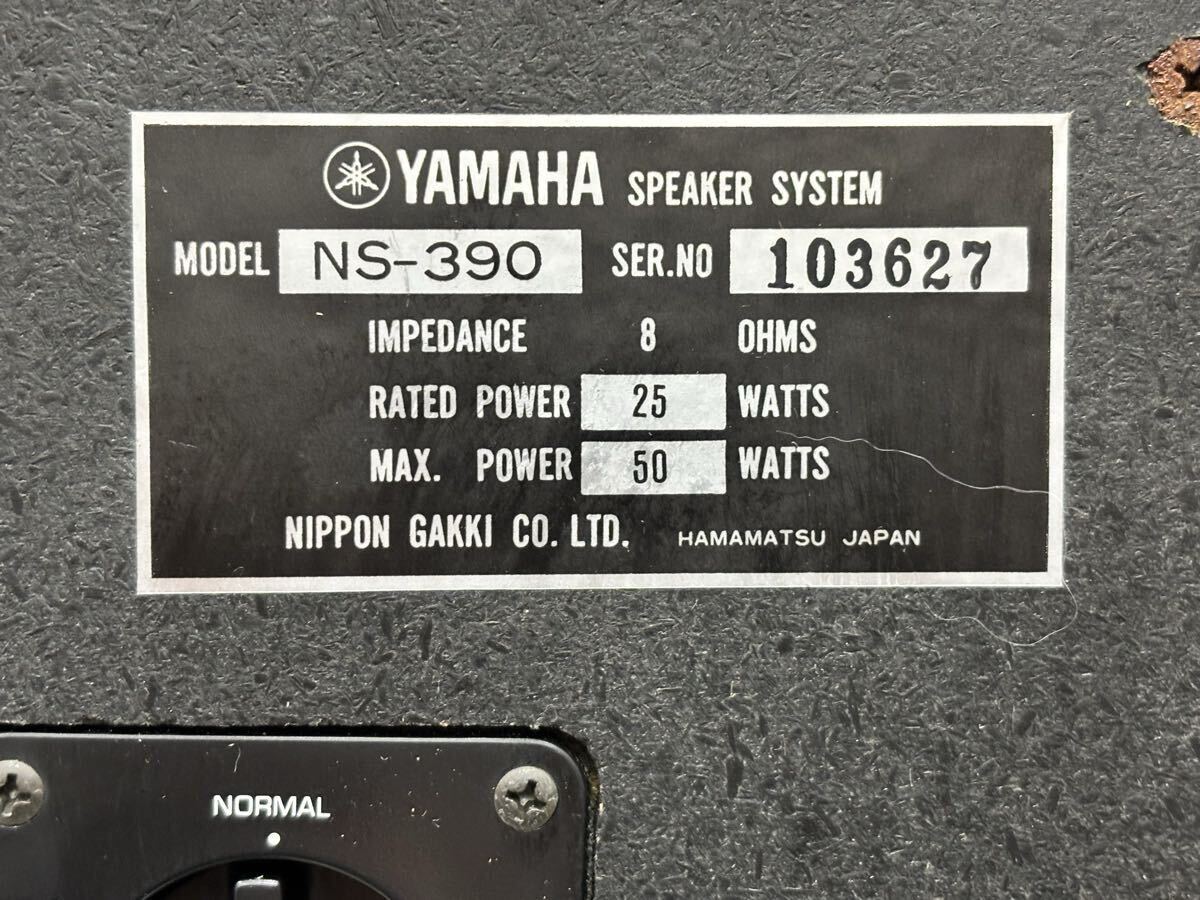 YAMAHA SPEAKER SYSTEM
MODEL NS-390 SER.NO 103627
IMPEDANCE 8 OHMS
RATED POWER 25 WATTS
MAX. POWER 50 WATTS
NIPPON GAKKI CO. LTD. HAMAMATSU JAPAN
NORMAL